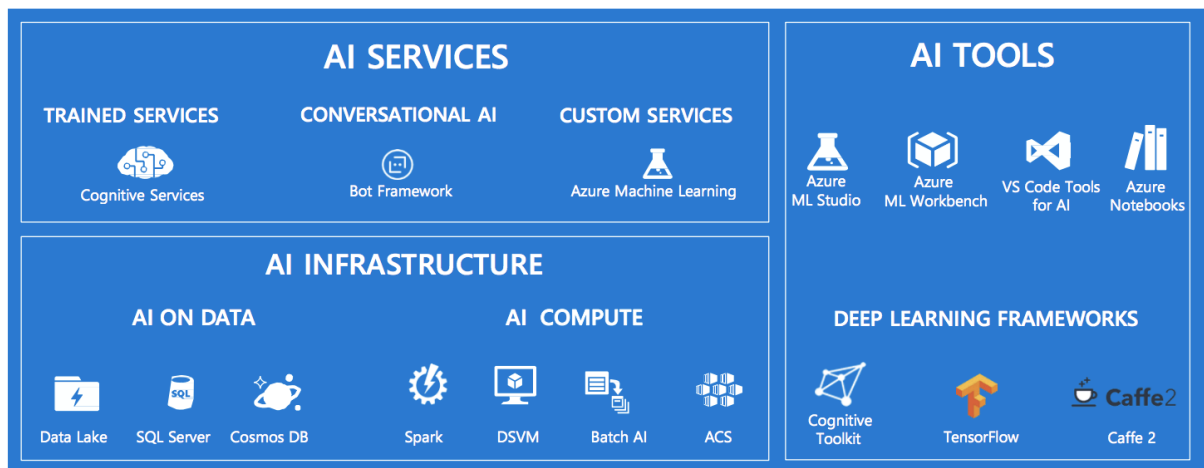 AI SERVICES
TRAINED SERVICES
CONVERSATIONAL AI
CUSTOM SERVICES
Cognitive Services
Bot Framework
Azure Machine Learning
AI INFRASTRUCTURE
AI ON DATA
AI COMPUTE
SQL
Data Lake
SQL Server
Cosmos DB
Spark
DSVM
Batch AI
ACS
AI TOOLS
Azure
ML Studio
Azure
ML Workbench
VS Code Tools
for AI
Azure
Notebooks
DEEP LEARNING FRAMEWORKS
Cognitive
Toolkit
TensorFlow
Caffe2
Caffe 2